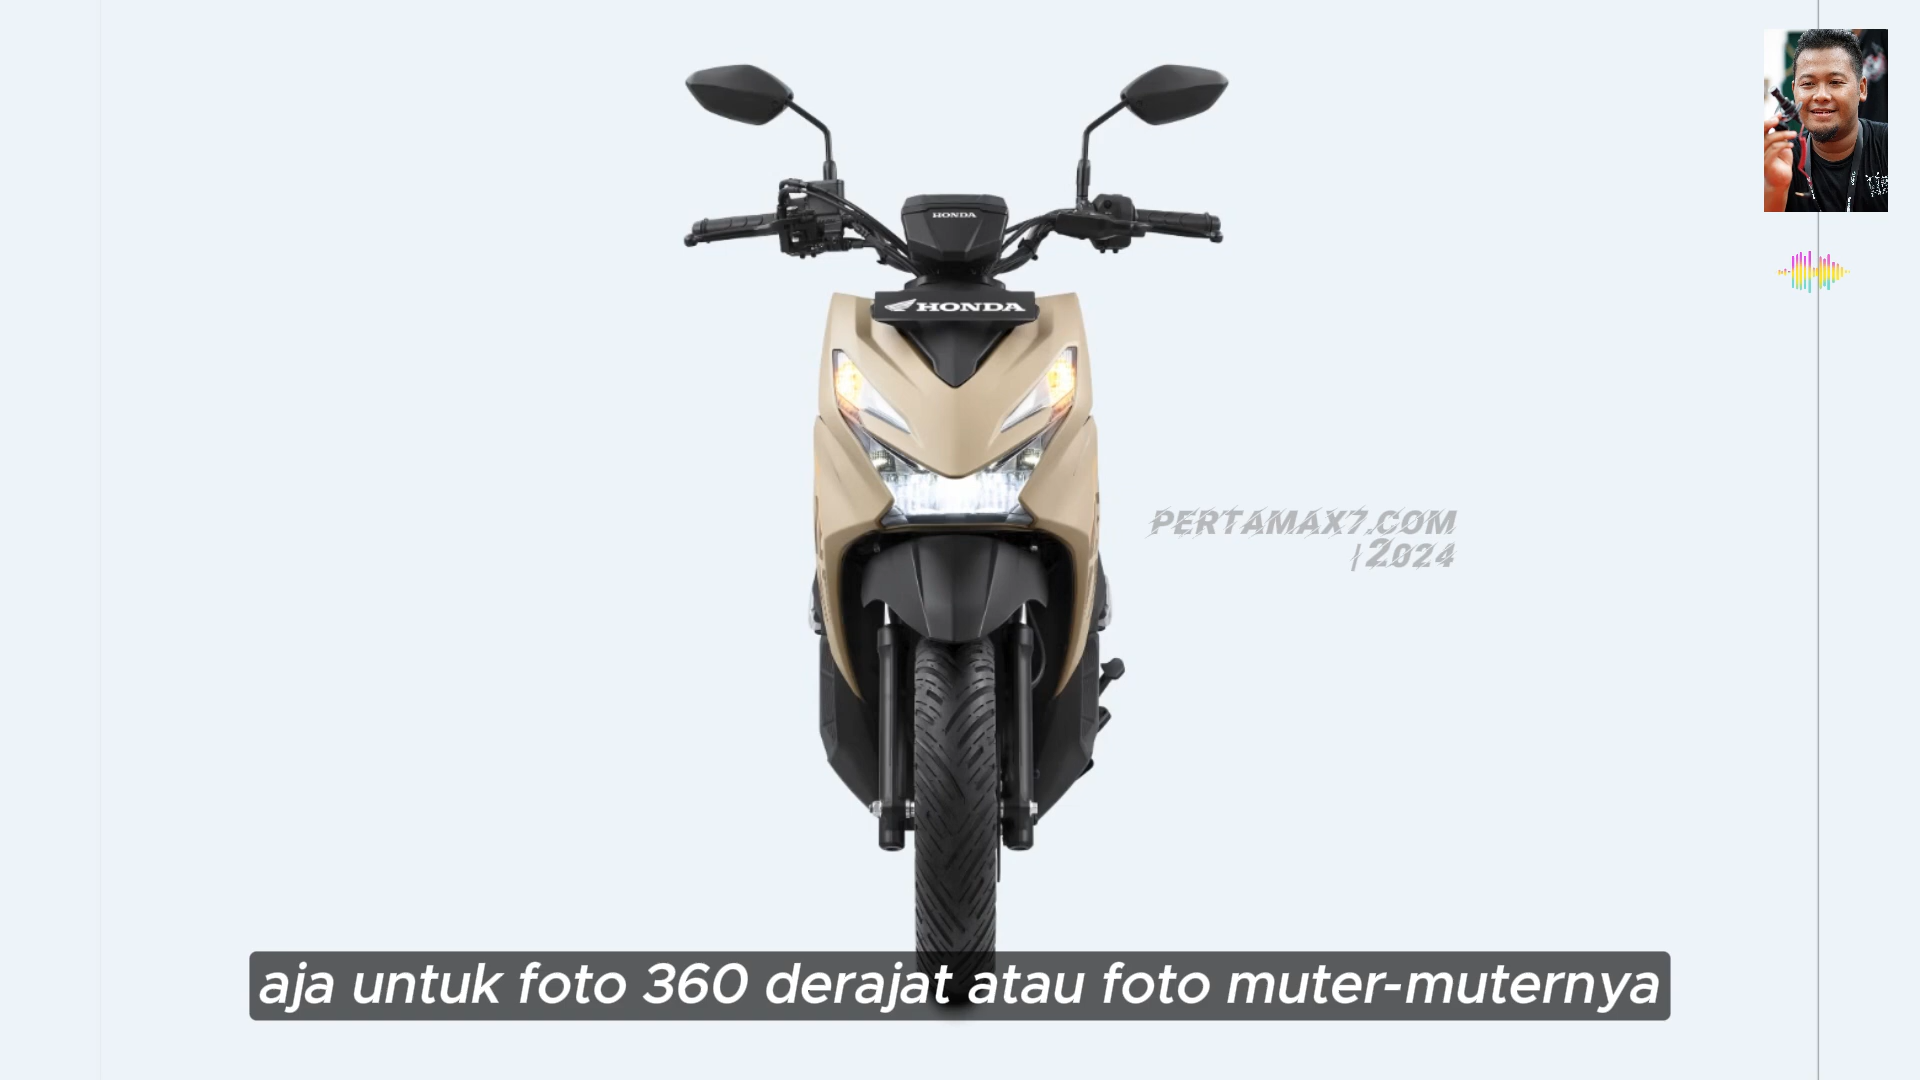 HONDA
HONDA
PERTAMAX7.COM
|2024
aja untuk foto 360 derajat atau foto muter-muternya